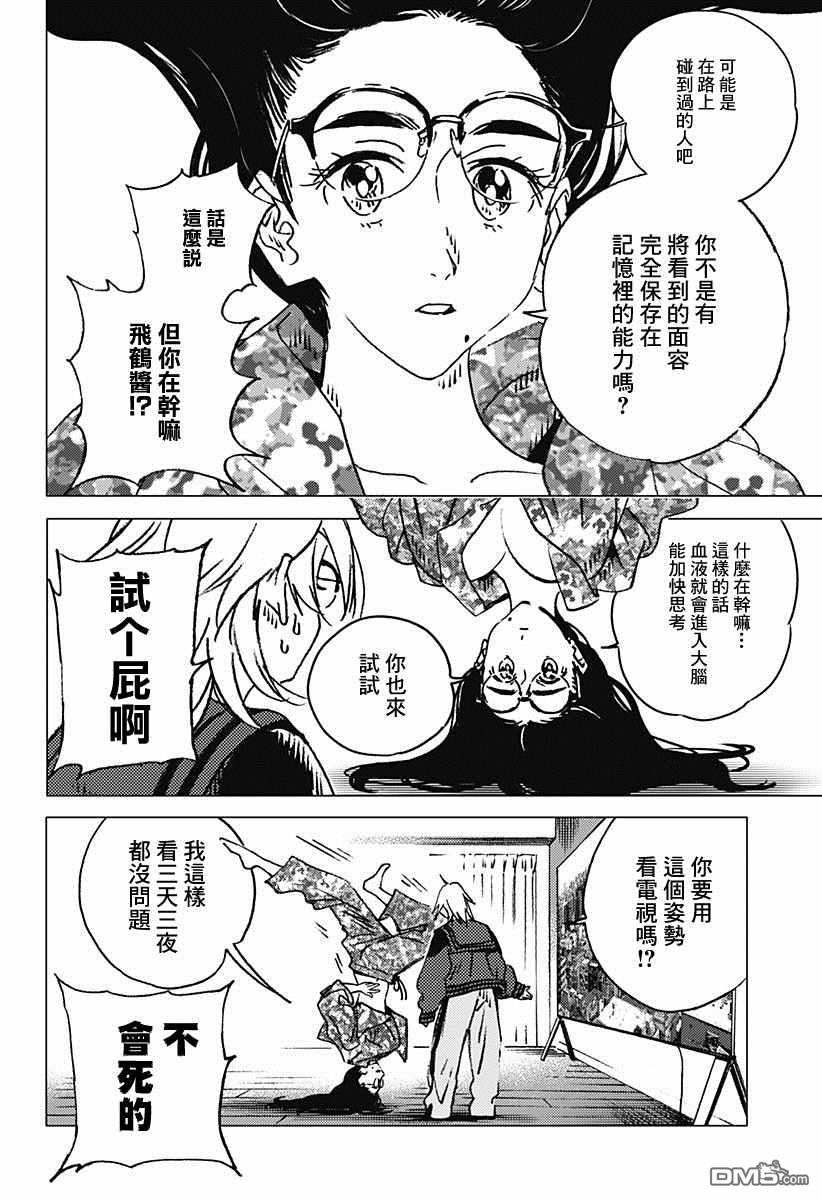 可能是
在路上
碰到過的人吧
你不是有
將看到的面容
完全保存在
記憶裡的能力嗎?
話是
這麼説
但你在幹嘛
飛鶴醬!?
什麼在幹嘛…
這樣的話
血液就會進入大腦
能加快思考
你也來
試試
試个屁啊
你要用
這個姿勢
看電視嗎!?
我這樣
看三天三夜
都沒問題
不
會死的
DM5.com